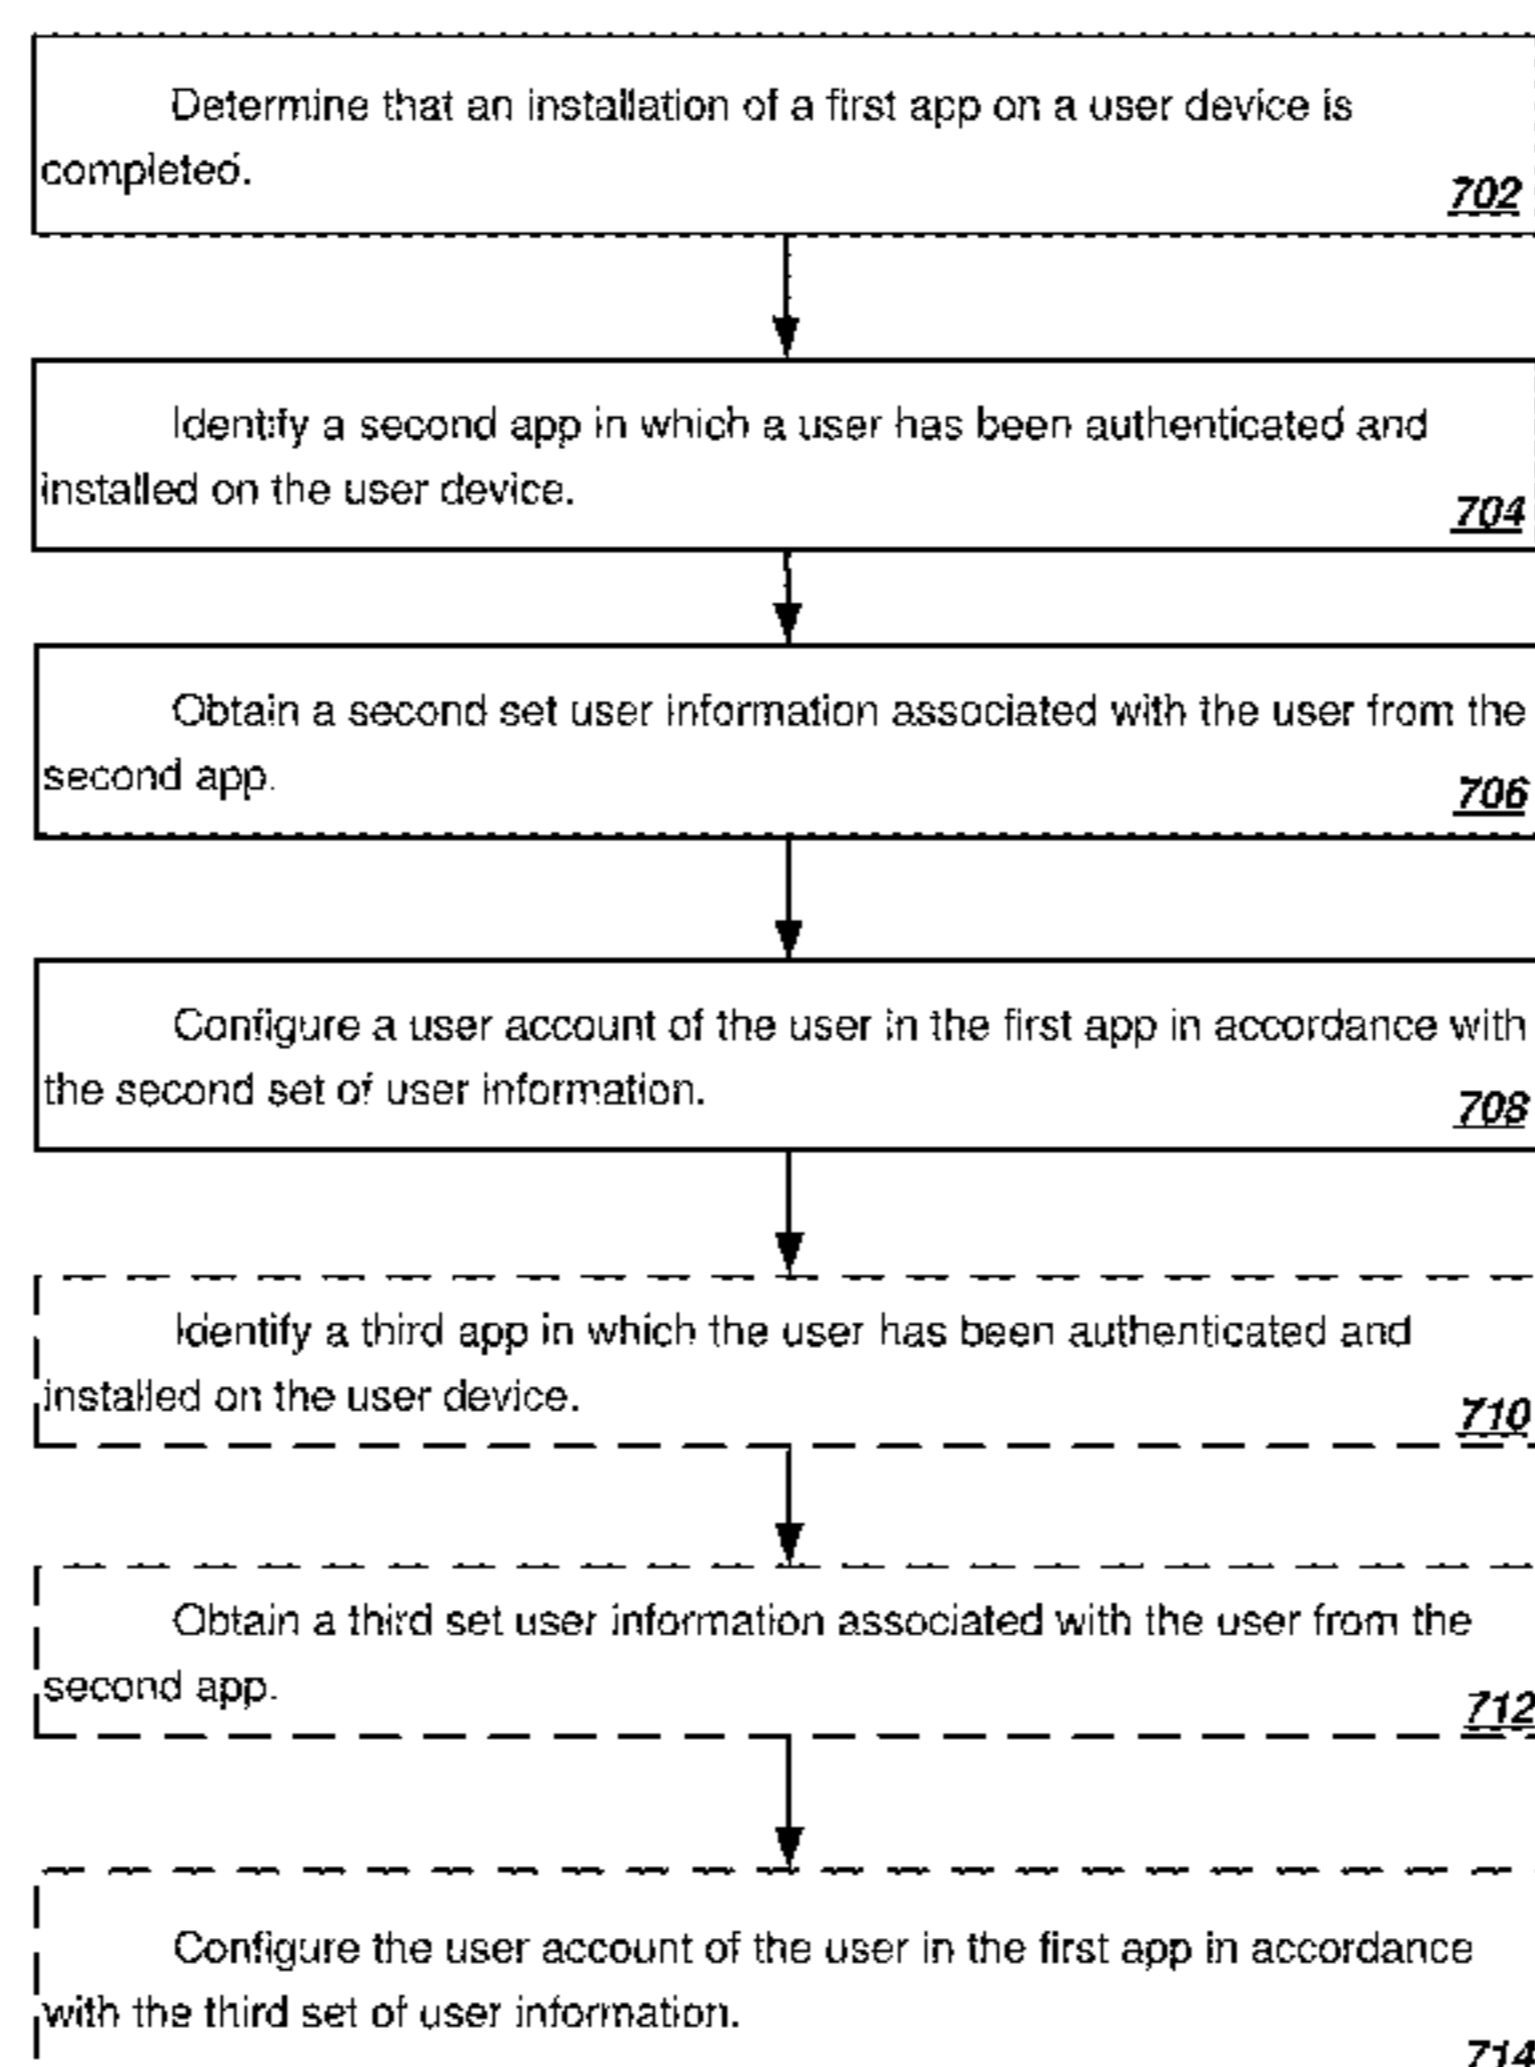 Determine that an installation of a first app on a user device is
completed.
702
Identify a second app in which a user has been authenticated and
installed on the user device.
704
Obtain a second set user information associated with the user from the
second app.
706
Configure a user account of the user in the first app in accordance with
the second set of user information.
708
Identify a third app in which the user has been authenticated and
installed on the user device.
710
Obtain a third set user information associated with the user from the
second app.
712
Configure the user account of the user in the first app in accordance
with the third set of user information.
714